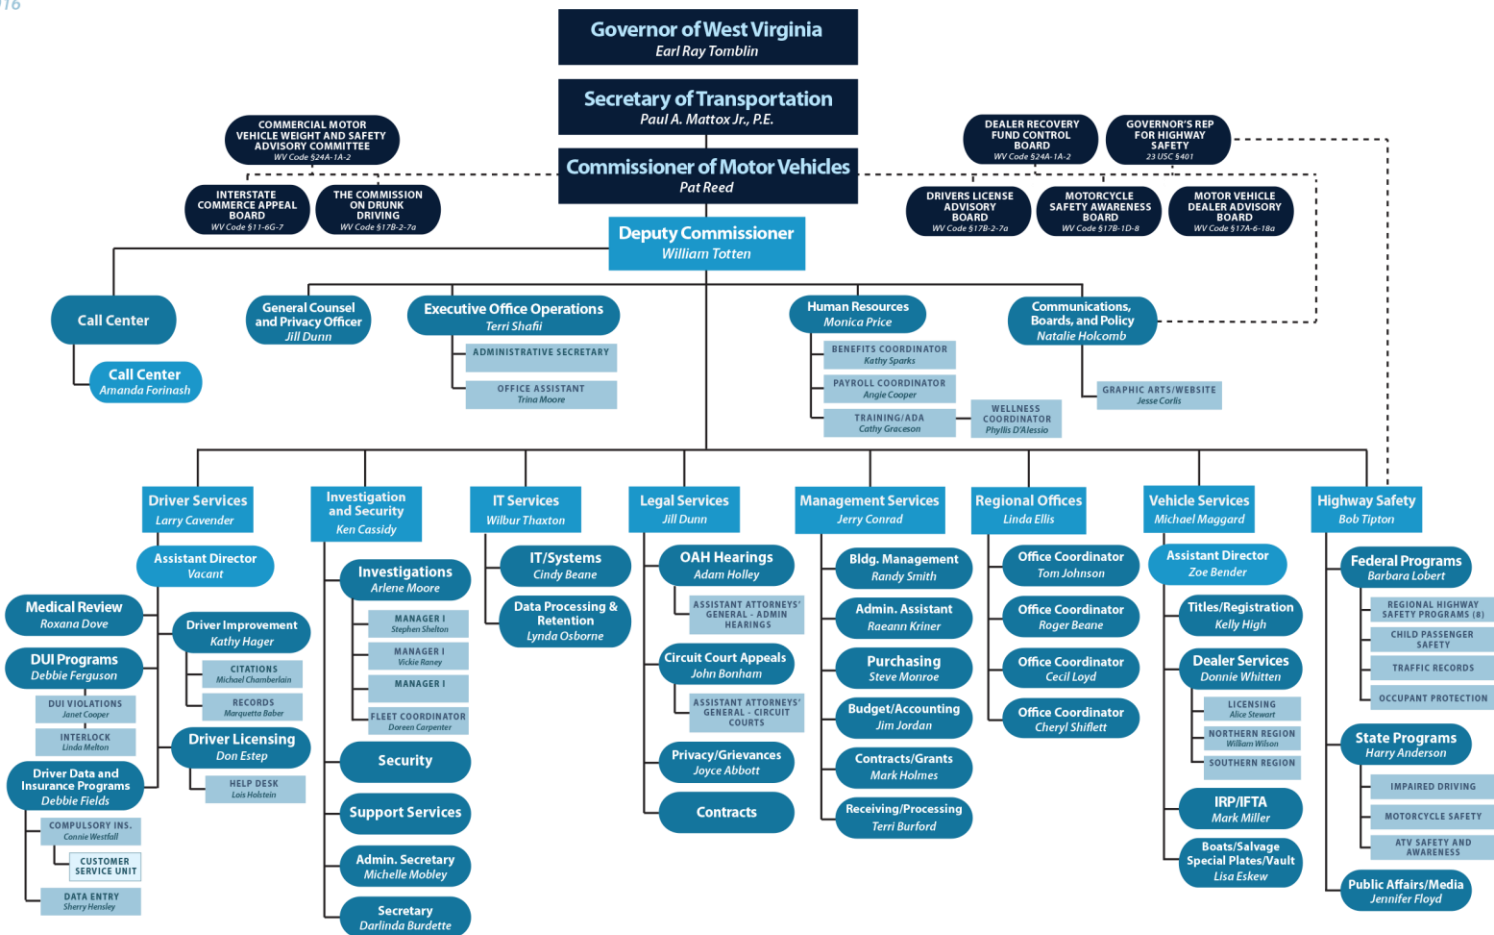 Governor of West Virginia
Earl Ray Tomblin
Secretary of Transportation
Paul A. Mattox Jr., P.E.
COMMERCIAL MOTOR
VEHICLE WEIGHT AND SAFETY
ADVISORY COMMITTEE
WV Code §24A-1A-2
DEALER RECOVERY
FUND CONTROL
BOARD
WV Code §24A-1A-2
GOVERNOR'S REP
FOR HIGHWAY
SAFETY
23 USC §401
Commissioner of Motor Vehicles
Pat Reed
INTERSTATE
COMMERCE APPEAL
BOARD
WV Code §11-6G-7
THE COMMISSION
ON DRUNK
DRIVING
WV Code §17B-2-7a
DRIVERS LICENSE
ADVISORY
BOARD
WV Code §17B-2-7a
MOTORCYCLE
SAFETY AWARENESS
BOARD
WV Code §17B-1D-8
MOTOR VEHICLE
DEALER ADVISORY
BOARD
WV Code §17A-6-18a
Deputy Commissioner
William Totten
Call Center
Call Center
Amanda Forinash
General Counsel
and Privacy Officer
Jill Dunn
Executive Office Operations
Terri Shafii
ADMINISTRATIVE SECRETARY
OFFICE ASSISTANT
Trina Moore
Human Resources
Monica Price
BENEFITS COORDINATOR
Kathy Sparks
PAYROLL COORDINATOR
Angie Cooper
TRAINING/ADA
Cathy Graceson
WELLNESS
COORDINATOR
Phyllis D'Alessio
Communications,
Boards, and Policy
Natalie Holcomb
GRAPHIC ARTS/WEBSITE
Jesse Corlis
Driver Services
Larry Cavender
Assistant Director
Vacant
Medical Review
Roxana Dove
Driver Improvement
Kathy Hager
CITATIONS
Michael Chamberlain
RECORDS
Marquetta Baber
DUI Programs
Debbie Ferguson
DUI VIOLATIONS
Janet Cooper
INTERLOCK
Linda Melton
Driver Licensing
Don Estep
HELP DESK
Lois Holstein
Driver Data and
Insurance Programs
Debbie Fields
COMPULSORY INS.
Connie Westfall
CUSTOMER
SERVICE UNIT
DATA ENTRY
Sherry Hensley
Investigation
and Security
Ken Cassidy
Investigations
Arlene Moore
MANAGER I
Stephen Shelton
MANAGER I
Vickie Raney
MANAGER I
FLEET COORDINATOR
Doreen Carpenter
Security
Support Services
Admin. Secretary
Michelle Mobley
Secretary
Darlinda Burdette
IT Services
Wilbur Thaxton
IT/Systems
Cindy Beane
Data Processing &
Retention
Lynda Osborne
Legal Services
Jill Dunn
OAH Hearings
Adam Holley
ASSISTANT ATTORNEYS'
GENERAL - ADMIN
HEARINGS
Circuit Court Appeals
John Bonham
ASSISTANT ATTORNEYS'
GENERAL - CIRCUIT
COURTS
Privacy/Grievances
Joyce Abbott
Contracts
Management Services
Jerry Conrad
Bldg. Management
Randy Smith
Admin. Assistant
Raeann Kriner
Purchasing
Steve Monroe
Budget/Accounting
Jim Jordan
Contracts/Grants
Mark Holmes
Receiving/Processing
Terri Burford
Regional Offices
Linda Ellis
Office Coordinator
Tom Johnson
Office Coordinator
Roger Beane
Office Coordinator
Cecil Loyd
Office Coordinator
Cheryl Shiflett
Vehicle Services
Michael Maggard
Assistant Director
Zoe Bender
Titles/Registration
Kelly High
Dealer Services
Donnie Whitten
LICENSING
Alice Stewart
NORTHERN REGION
William Wilson
SOUTHERN REGION
IRP/IFTA
Mark Miller
Boats/Salvage
Special Plates/Vault
Lisa Eskew
Highway Safety
Bob Tipton
Federal Programs
Barbara Lobert
REGIONAL HIGHWAY
SAFETY PROGRAMS (8)
CHILD PASSENGER
SAFETY
TRAFFIC RECORDS
OCCUPANT PROTECTION
State Programs
Harry Anderson
IMPAIRED DRIVING
MOTORCYCLE SAFETY
ATV SAFETY AND
AWARENESS
Public Affairs/Media
Jennifer Floyd